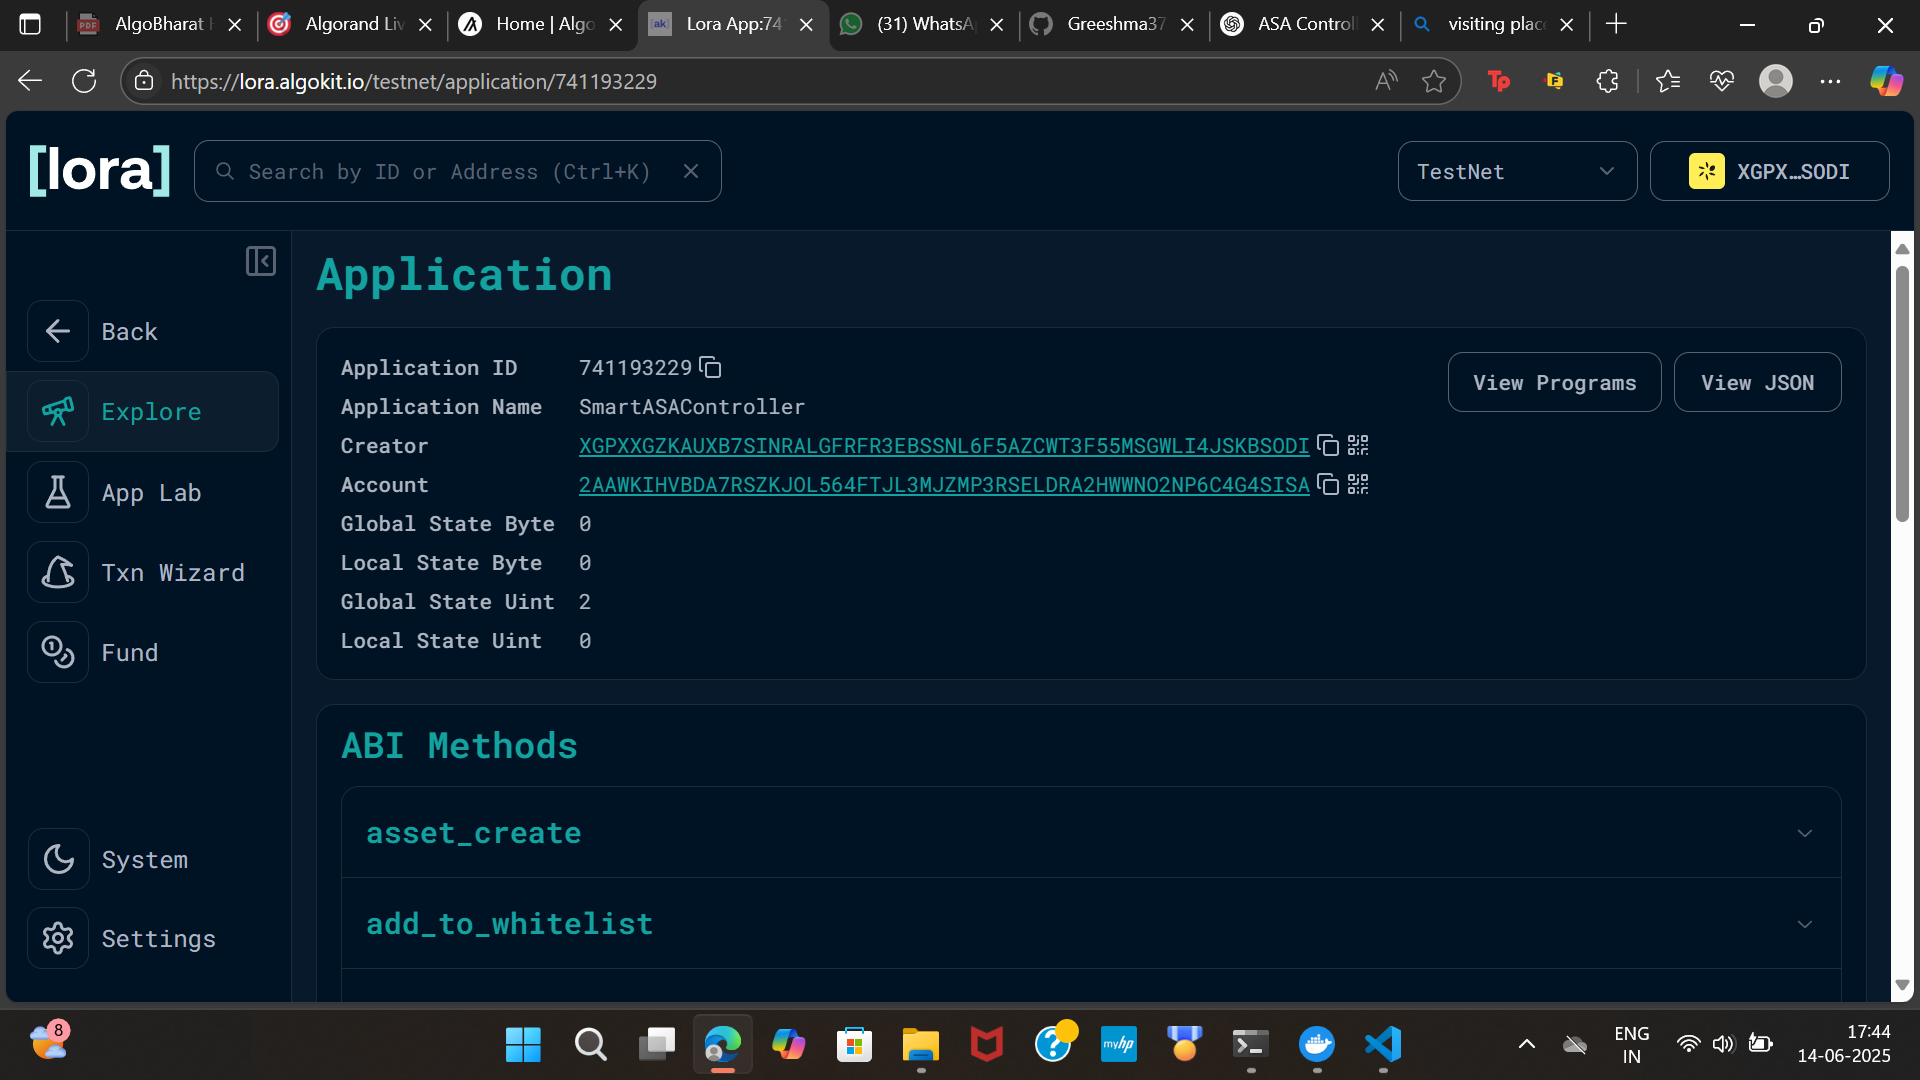 AlgoBharat
Algorand Liv
Home | Algo
Lora App:74
(31) WhatsA
Greeshma37
ASA Controll
visiting place
https://lora.algokit.io/testnet/application/741193229
[lora]
Search by ID or Address (Ctrl+K)
TestNet
XGPX…SODI
Back
Explore
App Lab
Txn Wizard
Fund
System
Settings
Application
Application ID 741193229
Application Name SmartASAController
Creator XGPXXGZKAUXB7SINRALGFRFR3EBSSNL6F5AZCWT3F55MSGWLI4JSKBSODI
Account 2AAWKIHVBDA7RSZKJOL564FTJL3MJZMP3RSELDRA2HWWNO2NP6C4G4SISA
Global State Byte 0
Local State Byte 0
Global State Uint 2
Local State Uint 0
View Programs
View JSON
ABI Methods
asset_create
add_to_whitelist
8
myhp
ENG
IN
17:44
14-06-2025